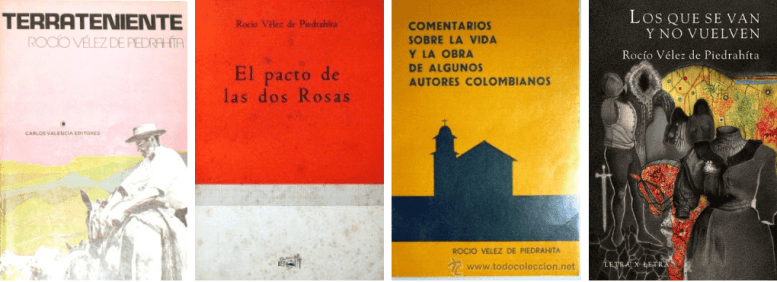 TERRATENIENTE
ROCÍO VÉLEZ DE PIEDRAHÍTA
CARLOS VALENCIA EDITORES
Rocío Vélez de Piedrahita
El pacto de
las dos Rosas
COMENTARIOS
SOBRE LA VIDA
Y LA OBRA
DE ALGUNOS
AUTORES COLOMBIANOS
ROCIO VELEZ DE PIEDRAHITA
www.todocoleccion.net
LOS QUE SE VAN
Y NO VUELVEN
Rocío Vélez de Piedrahíta
LETRA X LETRA